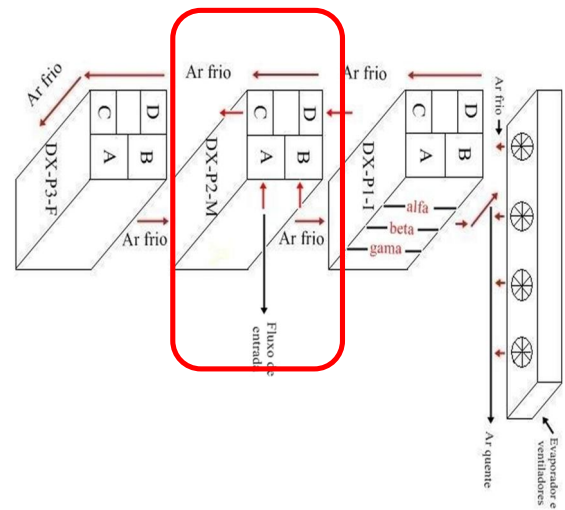 Ar frio
Ar frio
Ar frio
Ar frio
C D
A B
DX-P3-F
C D
A B
DX-P2-M
C D
A B
DX-P1-I
alfa
beta
gama
Ar frio
Ar frio
Fluxo de
entrada
Ar quente
Evaporador e
ventiladores